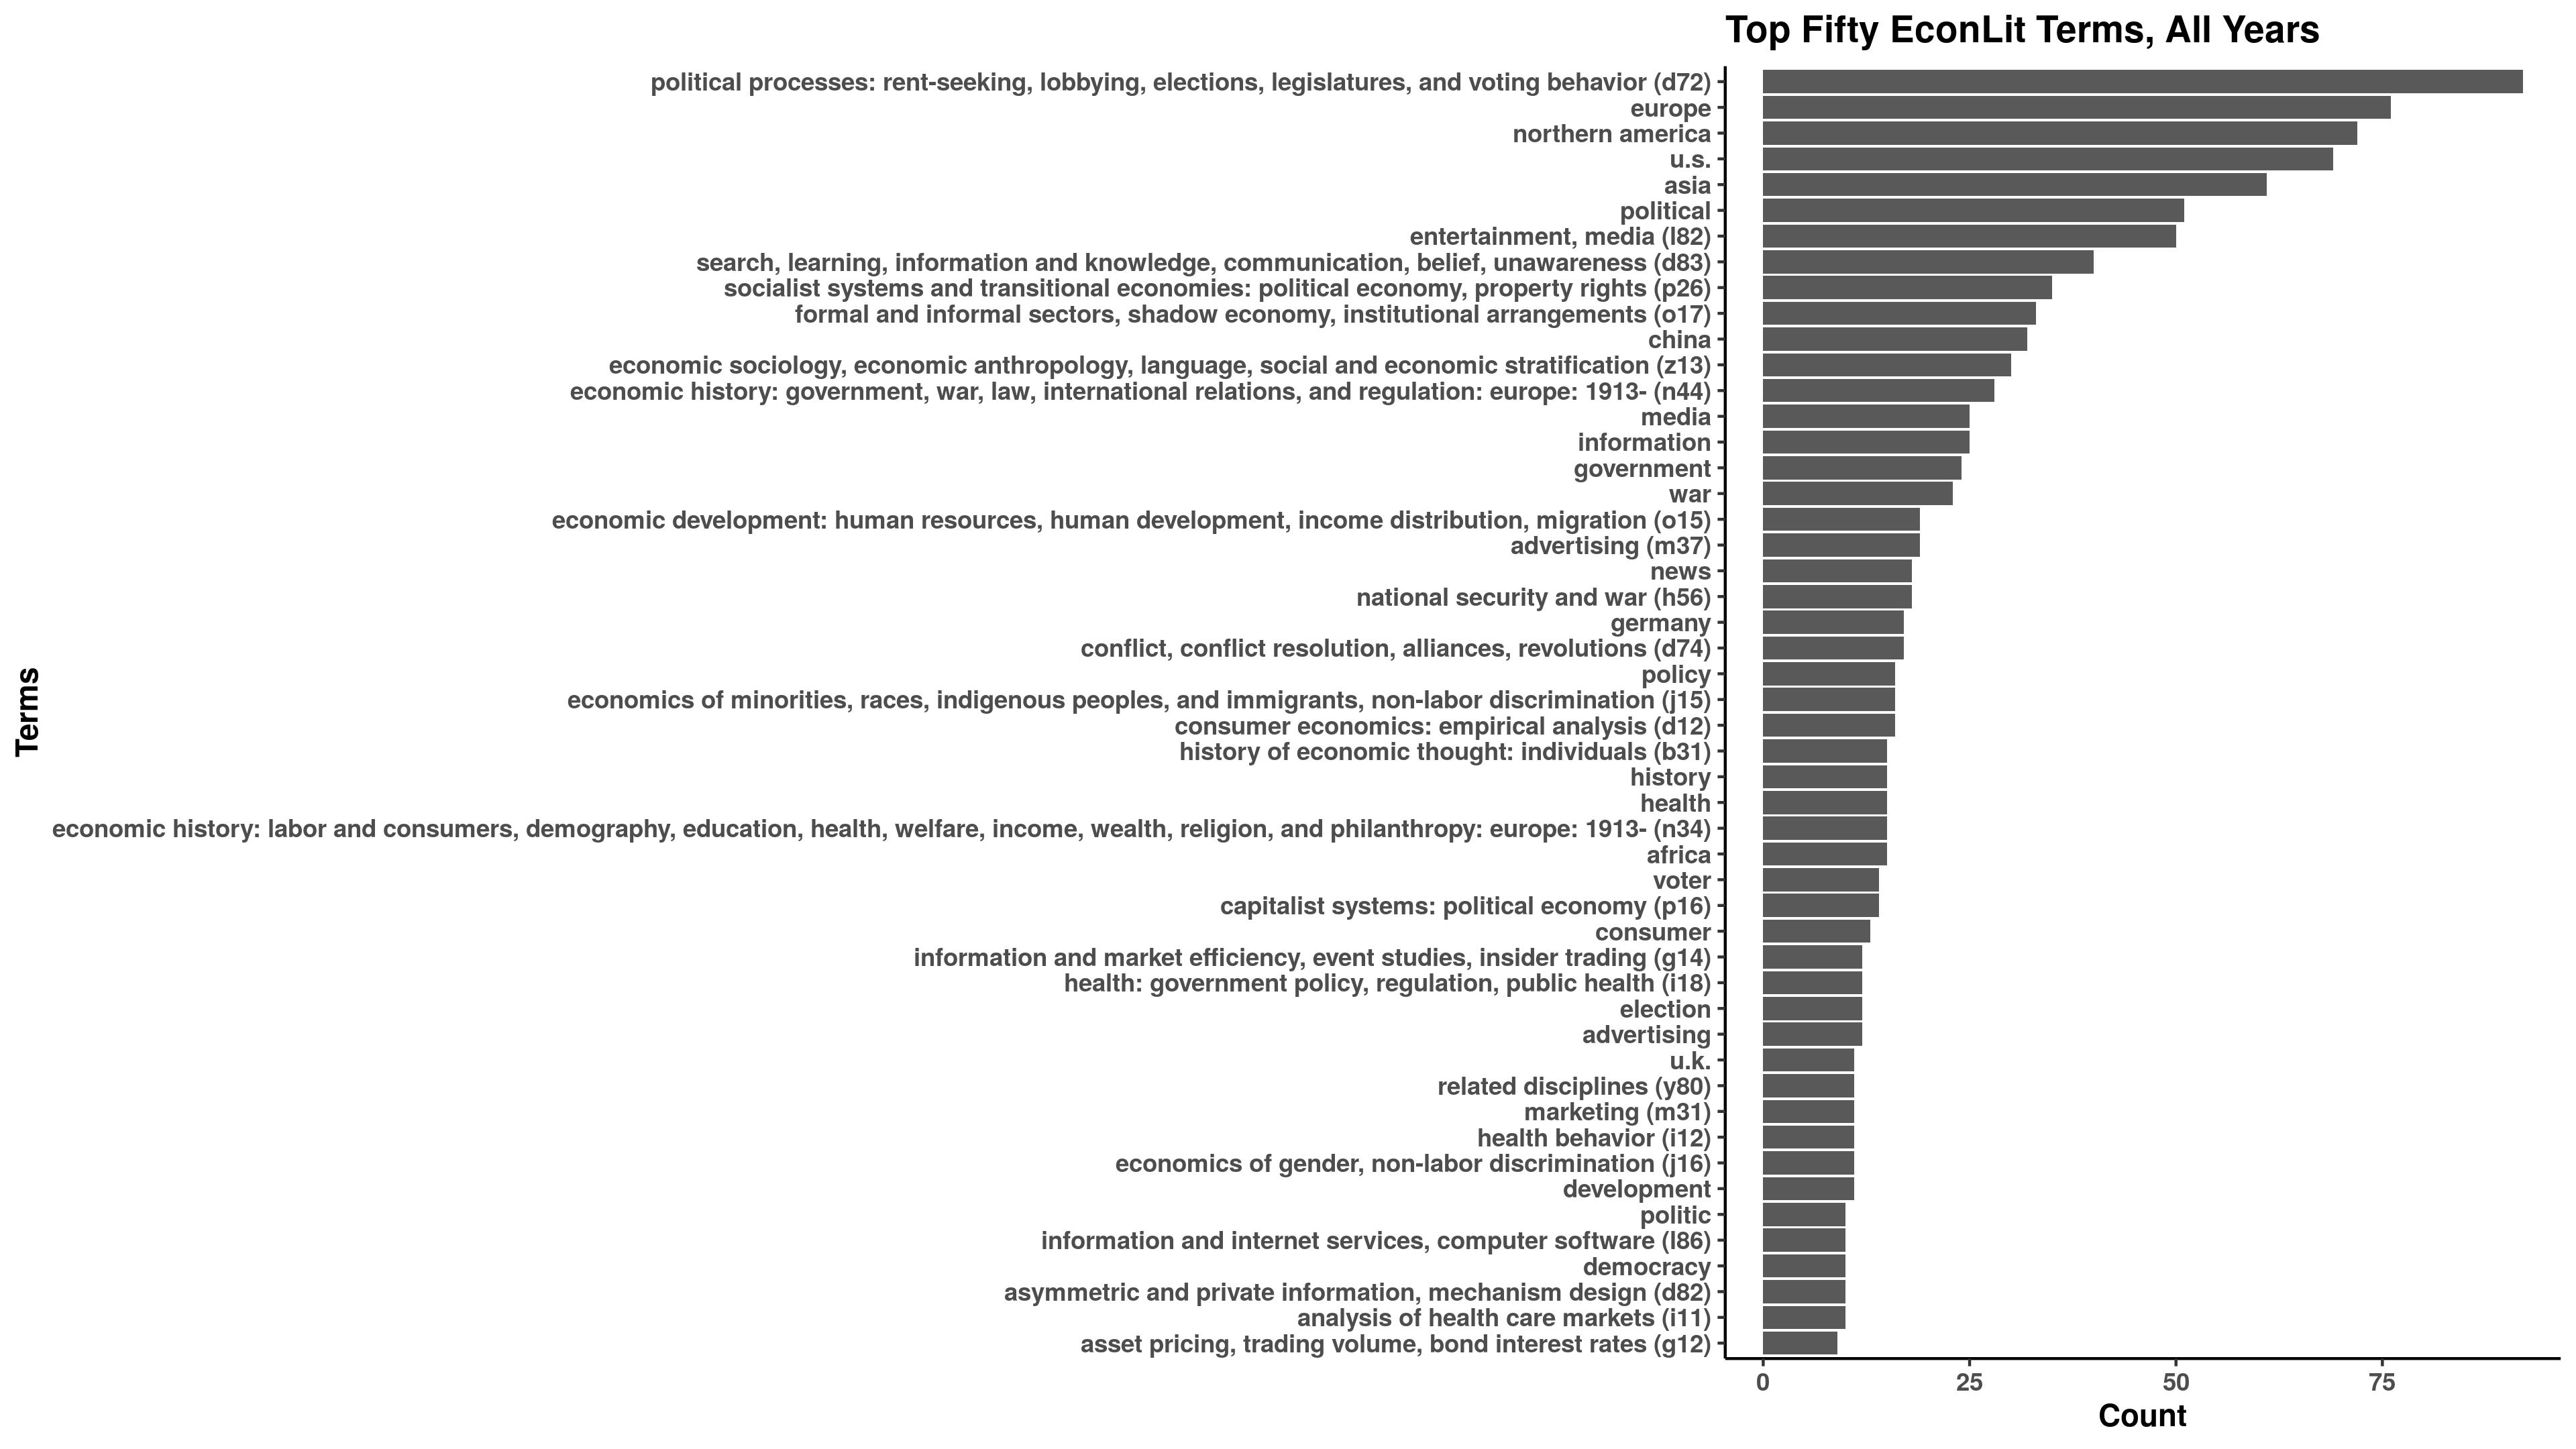 Top Fifty EconLit Terms, All Years
political processes: rent-seeking, lobbying, elections, legislatures, and voting behavior (d72)
europe
northern america
u.s.
asia
political
entertainment, media (l82)
search, learning, information and knowledge, communication, belief, unawareness (d83)
socialist systems and transitional economies: political economy, property rights (p26)
formal and informal sectors, shadow economy, institutional arrangements (o17)
china
economic sociology, economic anthropology, language, social and economic stratification (z13)
economic history: government, war, law, international relations, and regulation: europe: 1913- (n44)
media
information
government
war
economic development: human resources, human development, income distribution, migration (o15)
advertising (m37)
news
national security and war (h56)
germany
conflict, conflict resolution, alliances, revolutions (d74)
policy
economics of minorities, races, indigenous peoples, and immigrants, non-labor discrimination (j15)
consumer economics: empirical analysis (d12)
history of economic thought: individuals (b31)
history
health
economic history: labor and consumers, demography, education, health, welfare, income, wealth, religion, and philanthropy: europe: 1913- (n34)
africa
voter
capitalist systems: political economy (p16)
consumer
information and market efficiency, event studies, insider trading (g14)
health: government policy, regulation, public health (i18)
election
advertising
u.k.
related disciplines (y80)
marketing (m31)
health behavior (i12)
economics of gender, non-labor discrimination (j16)
development
politic
information and internet services, computer software (l86)
democracy
asymmetric and private information, mechanism design (d82)
analysis of health care markets (i11)
asset pricing, trading volume, bond interest rates (g12)
Terms
0 25 50 75
Count